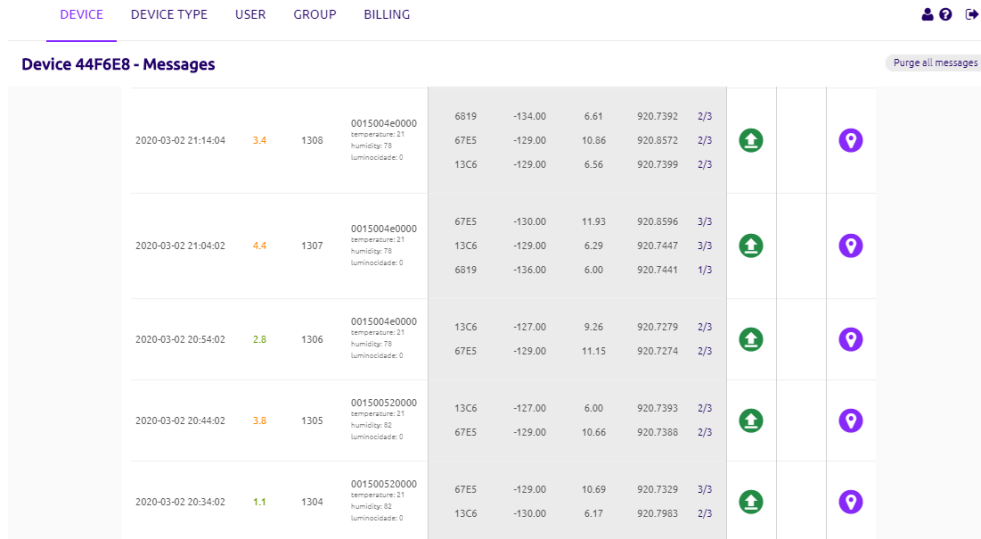 DEVICE DEVICE TYPE USER GROUP BILLING
Device 44F6E8 - Messages
Purge all messages
2020-03-02 21:14:04 3.4 1308
0015004e0000
temperature: 21
humidity: 78
luminocidade: 0
6819 -134.00 6.61 920.7392 2/3
67E5 -129.00 10.86 920.8572 2/3
13C6 -129.00 6.56 920.7399 2/3
2020-03-02 21:04:02 4.4 1307
0015004e0000
temperature: 21
humidity: 78
luminocidade: 0
67E5 -130.00 11.93 920.8596 3/3
13C6 -129.00 6.29 920.7447 3/3
6819 -136.00 6.00 920.7441 1/3
2020-03-02 20:54:02 2.8 1306
0015004e0000
temperature: 21
humidity: 78
luminocidade: 0
13C6 -127.00 9.26 920.7279 2/3
67E5 -129.00 11.15 920.7274 2/3
2020-03-02 20:44:02 3.8 1305
001500520000
temperature: 21
humidity: 82
luminocidade: 0
13C6 -127.00 6.00 920.7393 2/3
67E5 -129.00 10.66 920.7388 2/3
2020-03-02 20:34:02 1.1 1304
001500520000
temperature: 21
humidity: 82
luminocidade: 0
67E5 -129.00 10.69 920.7329 3/3
13C6 -130.00 6.17 920.7983 2/3